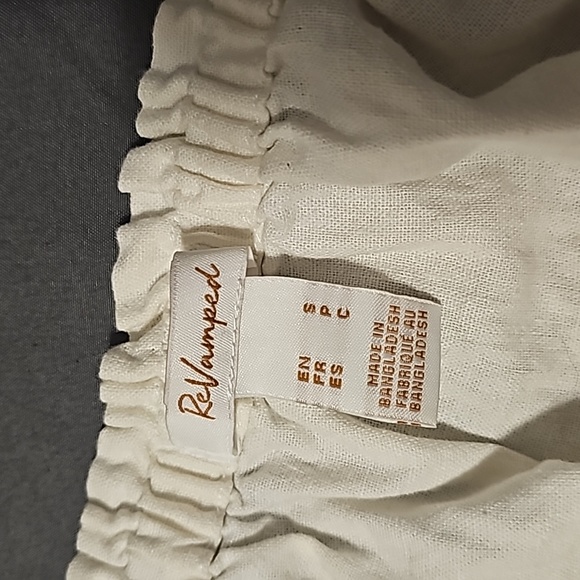 ReVamped
EN S
FR P
ES C
MADE IN
BANGLADESH
FABRIQUÉ AU
BANGLADESH